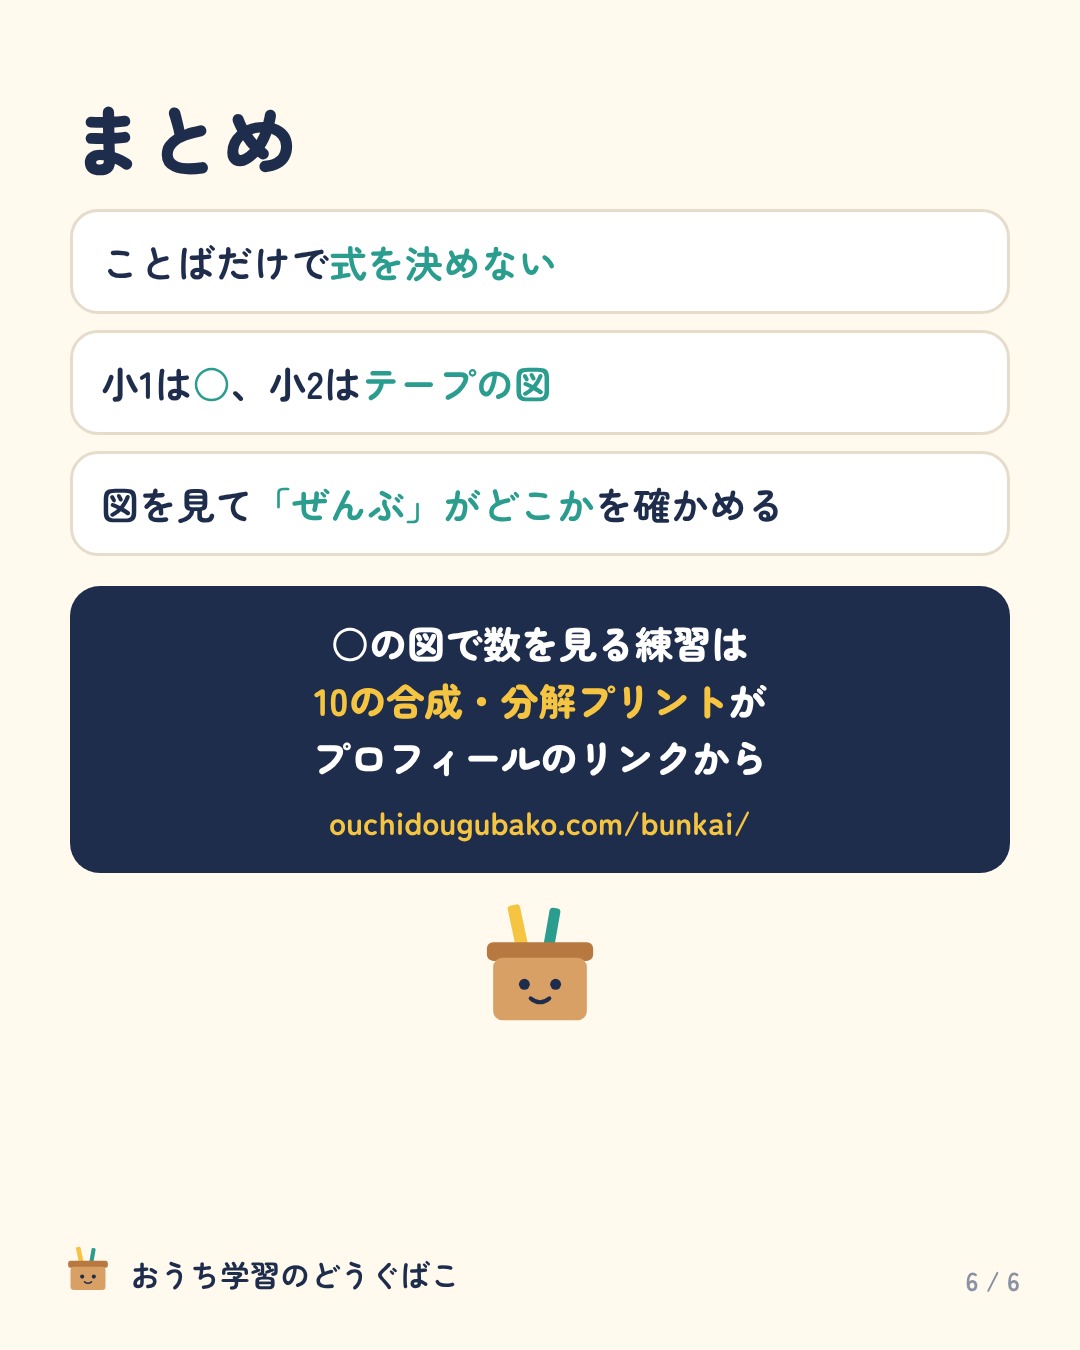 まとめ
ことばだけで式を決めない
小1は○、小2はテープの図
図を見て「ぜんぶ」がどこかを確かめる
○の図で数を見る練習は
10の合成・分解プリントが
プロフィールのリンクから
ouchidougubako.com/bunkai/
おうち学習のどうぐばこ
6 / 6